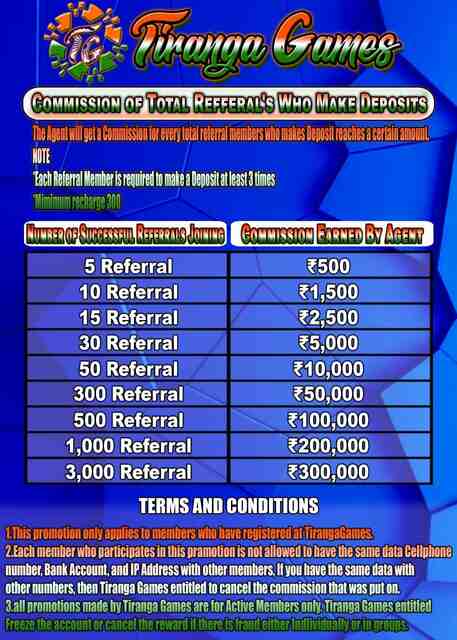 TG
Tiranga Games
COMMISSION OF TOTAL REFFERAL'S WHO MAKE DEPOSITS
The Agent will get a Commission for every total referral members who makes Deposit reaches a certain amount.
NOTE
*Each Referral Member is required to make a Deposit at least 3 times
*Mimimum recharge 300
NUMBER OF SUCCESSFUL REFERRALS JOINING COMMISSION EARNED BY AGENT
5 Referral ₹500
10 Referral ₹1,500
15 Referral ₹2,500
30 Referral ₹5,000
50 Referral ₹10,000
300 Referral ₹50,000
500 Referral ₹100,000
1,000 Referral ₹200,000
3,000 Referral ₹300,000
TERMS AND CONDITIONS
1.This promotion only applies to members who have registered at TirangaGames.
2.Each member who participates in this pramotion is not allowed to have the same data Cellphone
number, Bank Account, and IP Address with other members. If you have the same data with
other numbers, then Tiranga Games entitled to cancel the commission that was put on.
3.all promotions made by Tiranga Games are for Active Members only. Tiranga Games entitled
Freeze the account or cancel the reward if there is fraud either individually or in groups.